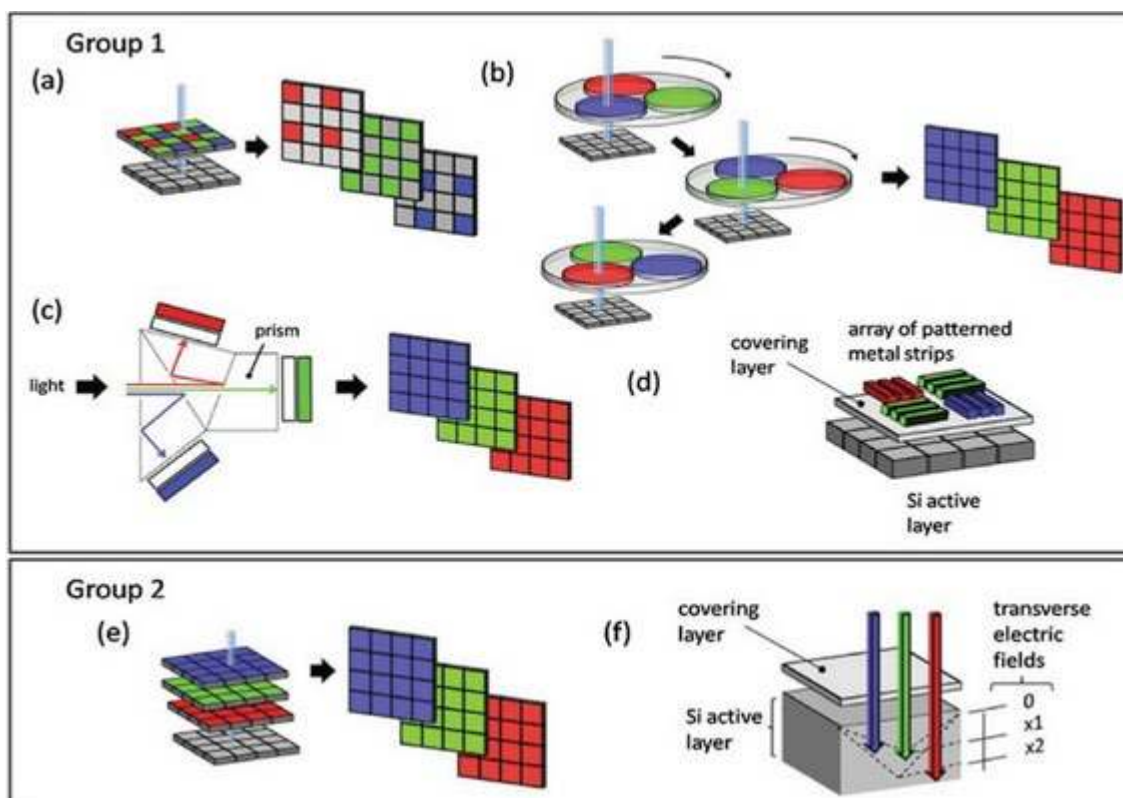 Group 1
(a)
(b)
(c)
prism
light
(d)
covering
layer
array of patterned
metal strips
Si active
layer
Group 2
(e)
(f)
covering
layer
transverse
electric
fields
Si active
layer
0
x1
x2